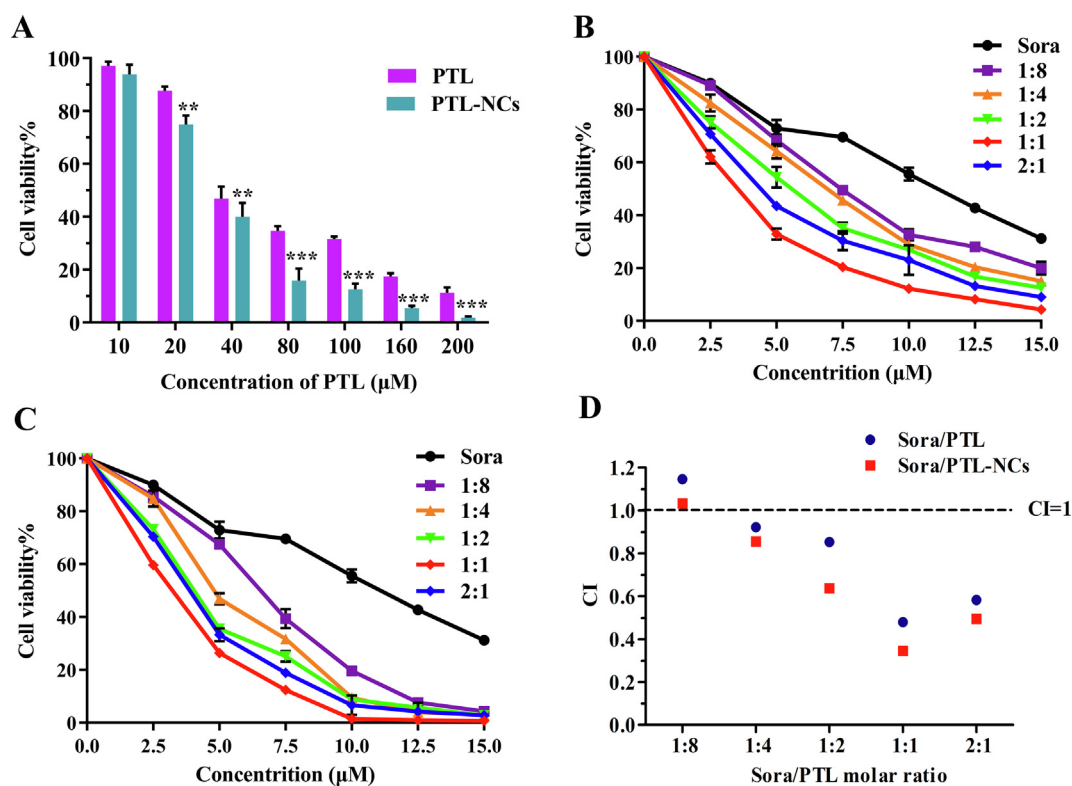 A
100
80
60
40
20
0
Cell viability%
PTL
PTL-NCs
**
**
***
***
***
***
10 20 40 80 100 160 200
Concentration of PTL (μM)
B
100
80
60
40
20
0
Cell viability%
Sora
1:8
1:4
1:2
1:1
2:1
0.0 2.5 5.0 7.5 10.0 12.5 15.0
Concentrition (μM)
C
100
80
60
40
20
0
Cell viability%
Sora
1:8
1:4
1:2
1:1
2:1
0.0 2.5 5.0 7.5 10.0 12.5 15.0
Concentrition (μM)
D
Sora/PTL
Sora/PTL-NCs
1.2
1.0
0.8
0.6
0.4
0.2
0.0
CI
CI=1
1:8 1:4 1:2 1:1 2:1
Sora/PTL molar ratio